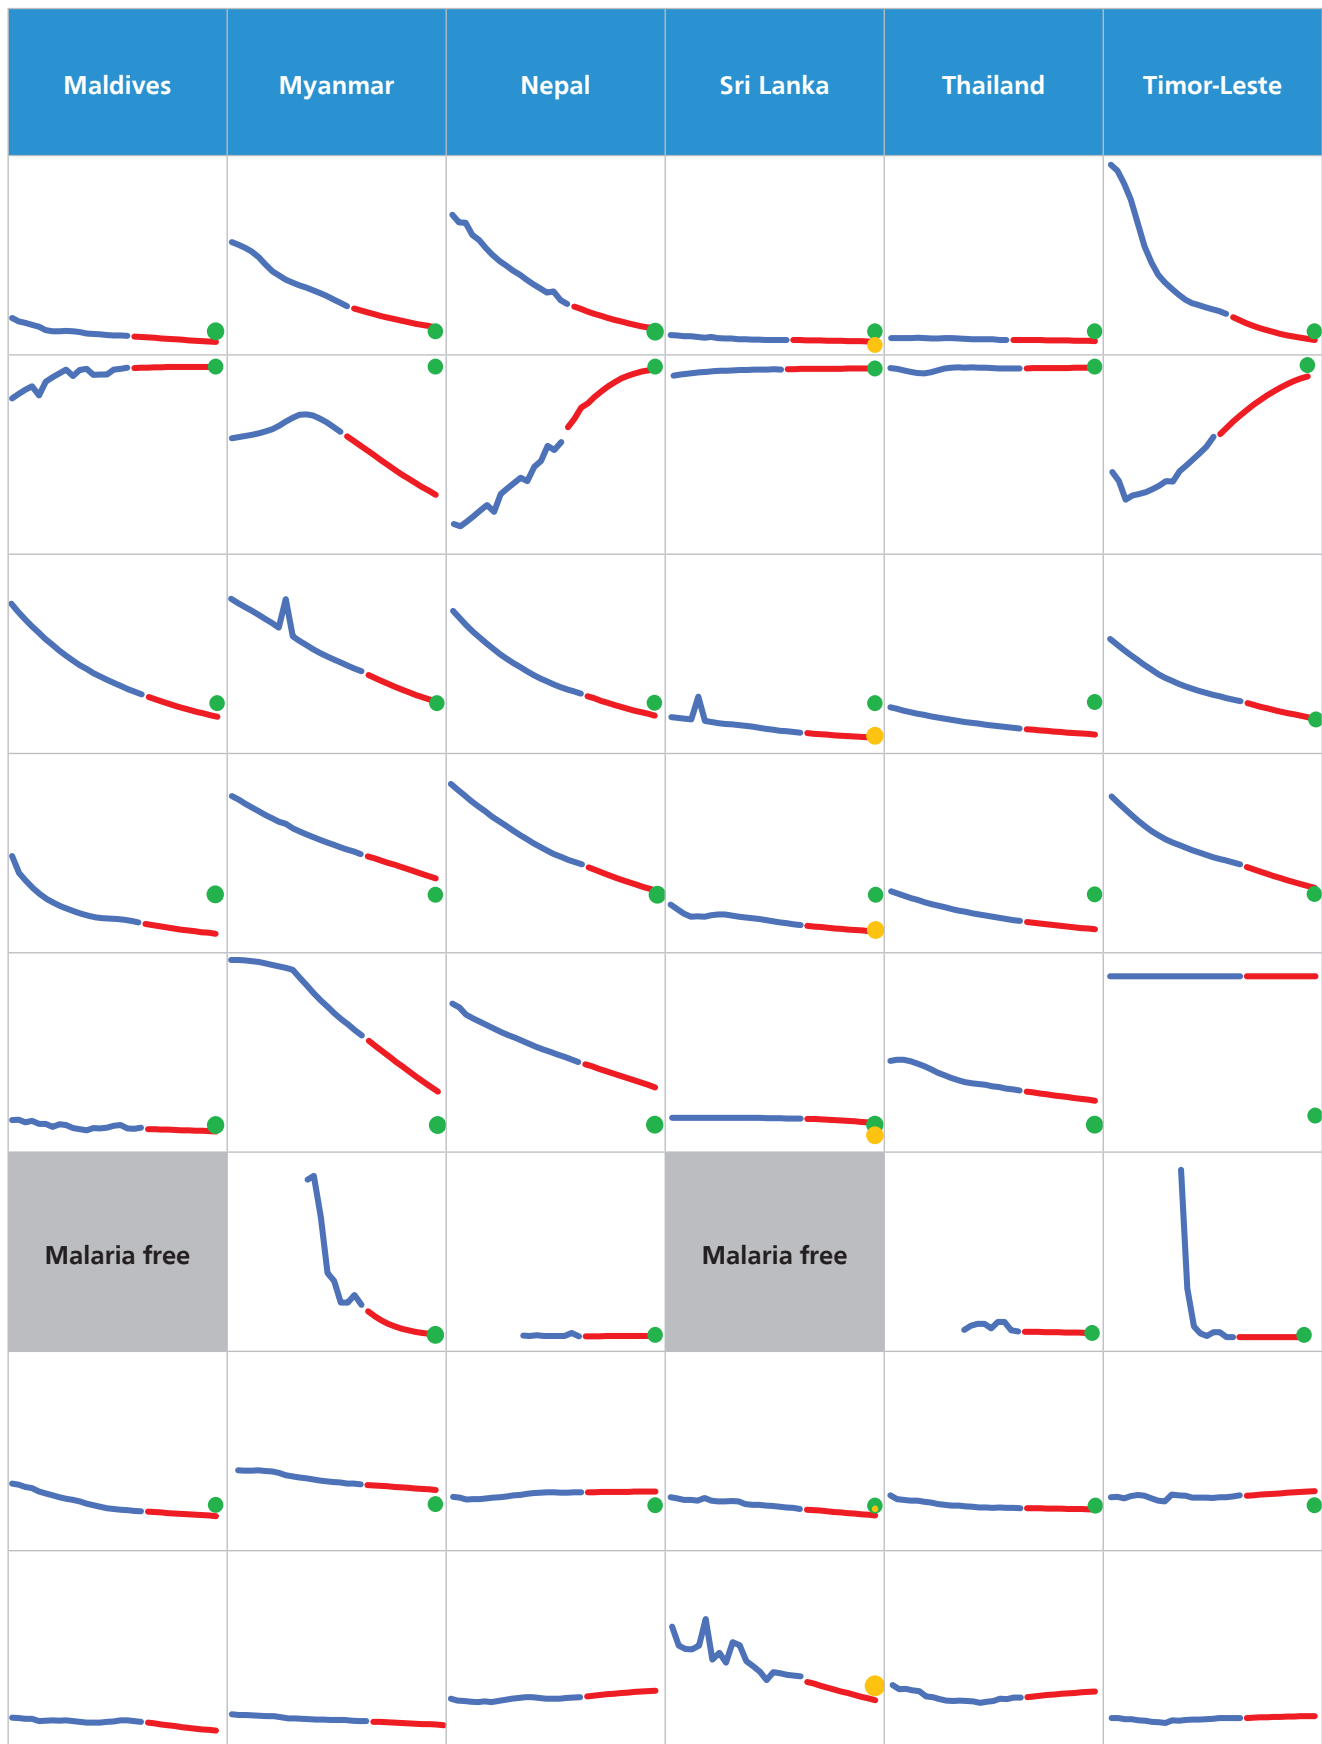 Maldives
Myanmar
Nepal
Sri Lanka
Thailand
Timor-Leste
Malaria free
Malaria free